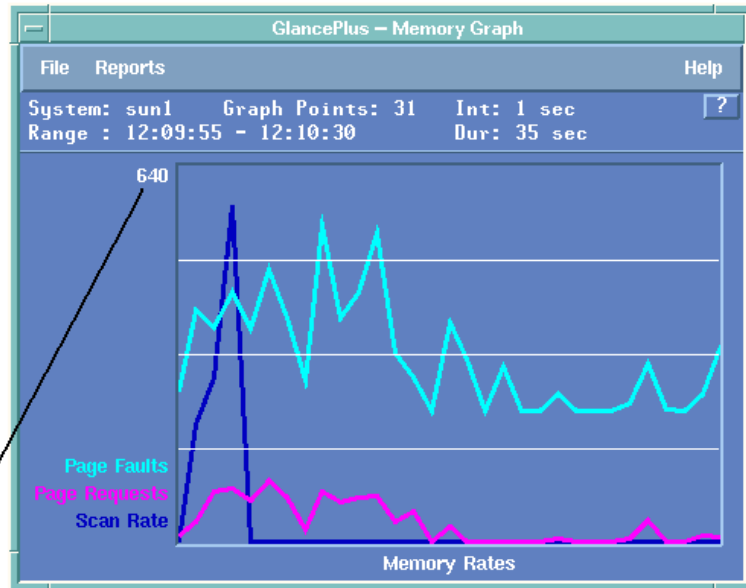 GlancePlus – Memory Graph
File Reports Help
System: sun1 Graph Points: 31 Int: 1 sec ?
Range : 12:09:55 - 12:10:30 Dur: 35 sec
640
Page Faults
Page Requests
Scan Rate
Memory Rates